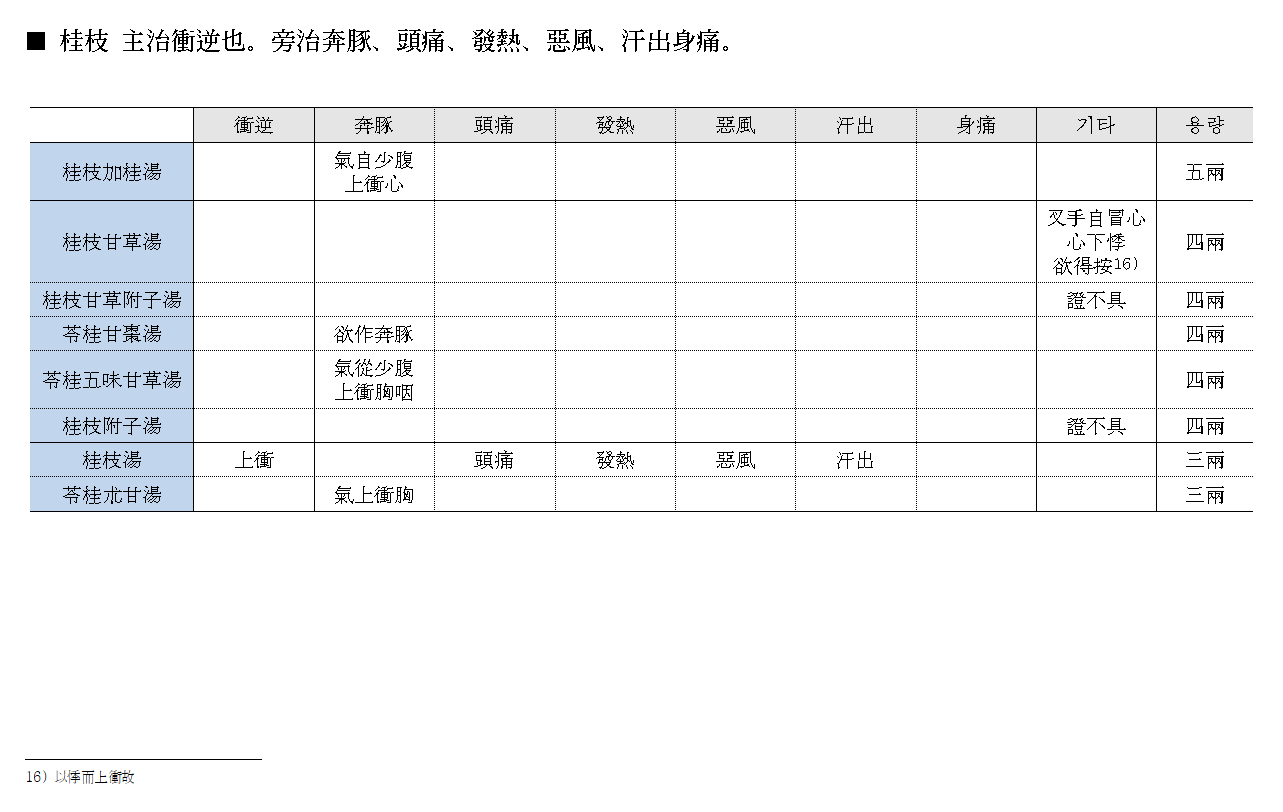 ■ 桂枝 主治衝逆也。旁治奔豚、頭痛、發熱、惡風、汗出身痛。
衝逆 奔豚 頭痛 發熱 惡風 汗出 身痛 기타 용량
桂枝加桂湯 氣自少腹 五兩
上衝心
桂枝甘草湯 叉手自冒心 四兩
心下悸
欲得按16)
桂枝甘草附子湯 證不具 四兩
苓桂甘棗湯 欲作奔豚 四兩
苓桂五味甘草湯 氣從少腹 四兩
上衝胸咽
桂枝附子湯 證不具 四兩
桂枝湯 上衝 頭痛 發熱 惡風 汗出 三兩
苓桂朮甘湯 氣上衝胸 三兩
16) 以悸而上衝故